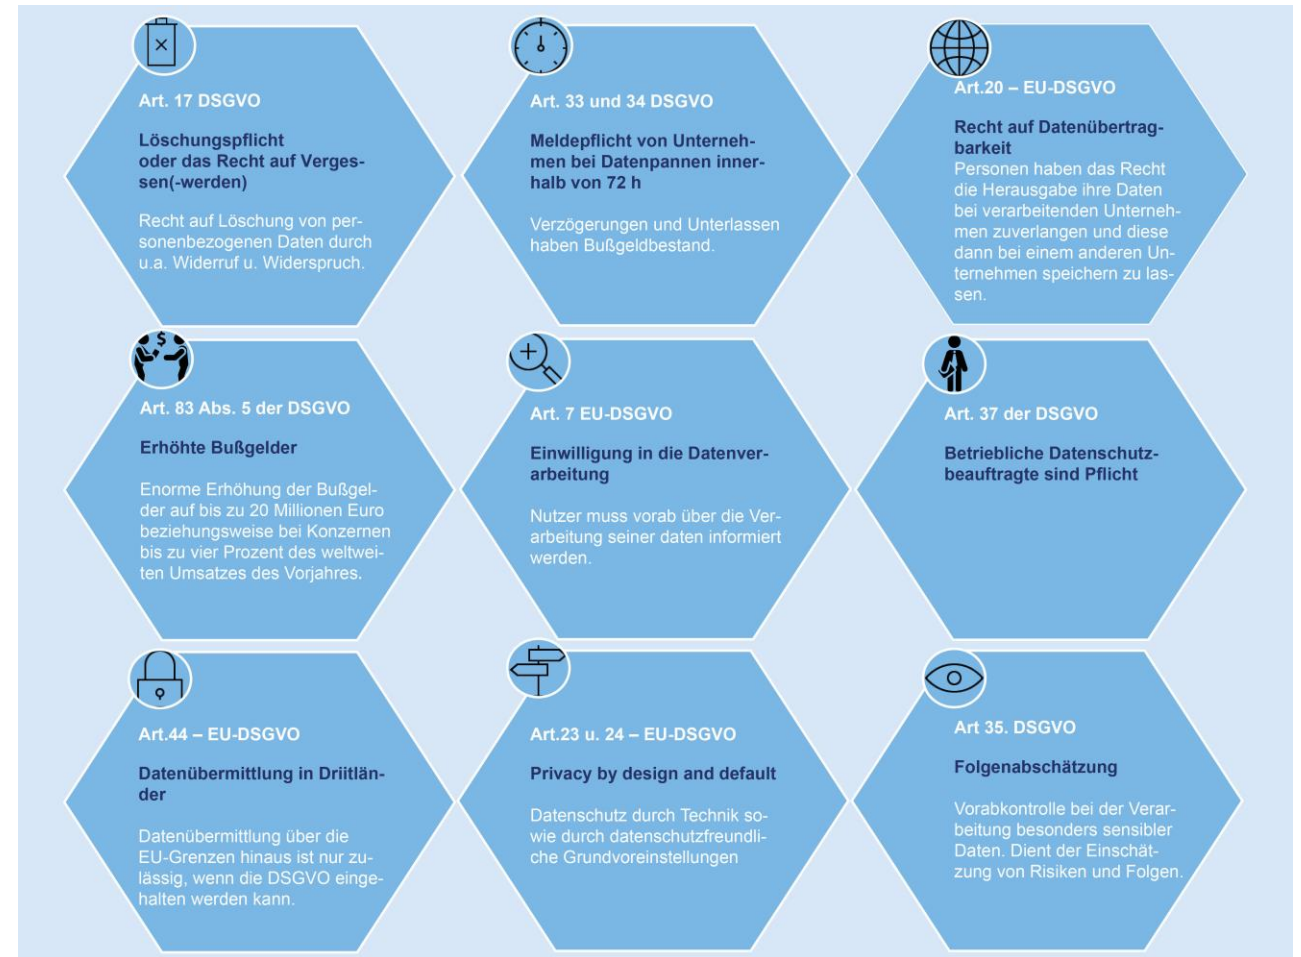 Art. 17 DSGVO
Löschungspflicht
oder das Recht auf Verges-
sen(-werden)
Recht auf Löschung von per-
sonenbezogenen Daten durch
u.a. Widerruf u. Widerspruch.
Art. 33 und 34 DSGVO
Meldepflicht von Unterneh-
men bei Datenpannen inner-
halb von 72 h
Verzögerungen und Unterlassen
haben Bußgeldbestand.
Art.20 – EU-DSGVO
Recht auf Datenübertrag-
barkeit
Personen haben das Recht
die Herausgabe ihre Daten
bei verarbeitenden Unterneh-
men zuverlangen und diese
dann bei einem anderen Un-
ternehmen speichern zu las-
sen.
$
Art. 83 Abs. 5 der DSGVO
Erhöhte Bußgelder
Enorme Erhöhung der Bußgel-
der auf bis zu 20 Millionen Euro
beziehungsweise bei Konzernen
bis zu vier Prozent des weltwei-
ten Umsatzes des Vorjahres.
Art. 7 EU-DSGVO
Einwilligung in die Datenver-
arbeitung
Nutzer muss vorab über die Ver-
arbeitung seiner daten informiert
werden.
Art. 37 der DSGVO
Betriebliche Datenschutz-
beauftragte sind Pflicht
Art.44 – EU-DSGVO
Datenübermittlung in Driitlän-
der
Datenübermittlung über die
EU-Grenzen hinaus ist nur zu-
lässig, wenn die DSGVO einge-
halten werden kann.
Art.23 u. 24 – EU-DSGVO
Privacy by design and default
Datenschutz durch Technik so-
wie durch datenschutzfreundli-
che Grundvoreinstellungen
Art 35. DSGVO
Folgenabschätzung
Vorabkontrolle bei der Verar-
beitung besonders sensibler
Daten. Dient der Einschät-
zung von Risiken und Folgen.